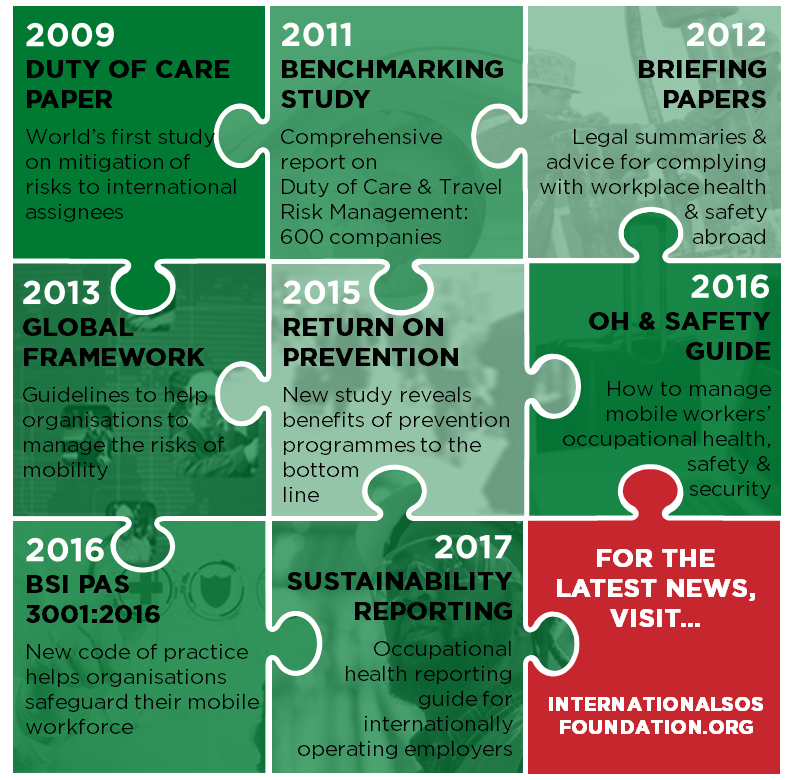 2009
DUTY OF CARE
PAPER
World's first study
on mitigation of
risks to international
assignees
2011
BENCHMARKING
STUDY
Comprehensive
report on
Duty of Care & Travel
Risk Management:
600 companies
2012
BRIEFING
PAPERS
Legal summaries &
advice for complying
with workplace health
& safety
abroad
2013
GLOBAL
FRAMEWORK
Guidelines to help
organisations to
manage the risks of
mobility
2015
RETURN ON
PREVENTION
New study reveals
benefits of prevention
programmes to the
bottom
line
2016
OH & SAFETY
GUIDE
How to manage
mobile workers'
occupational health,
safety &
security
2016
BSI PAS
3001:2016
New code of practice
helps organisations
safeguard their mobile
workforce
2017
SUSTAINABILITY
REPORTING
Occupational
health reporting
guide for
internationally
operating employers
FOR THE
LATEST NEWS,
VISIT...
INTERNATIONALSOS
FOUNDATION.ORG